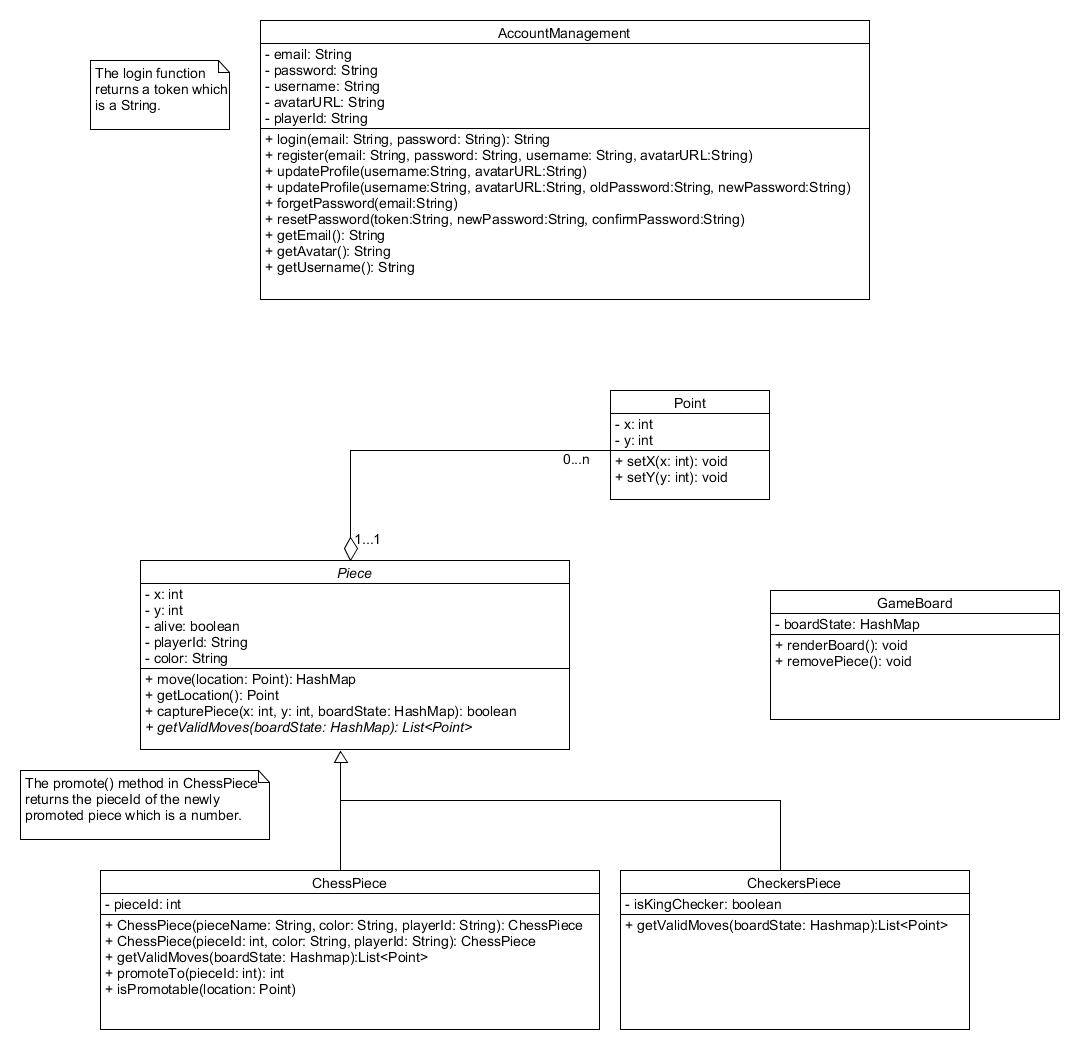 AccountManagement
- email: String
- password: String
- username: String
- avatarURL: String
- playerId: String
+ login(email: String, password: String): String
+ register(email: String, password: String, username: String, avatarURL:String)
+ updateProfile(username:String, avatarURL:String)
+ updateProfile(username:String, avatarURL:String, oldPassword:String, newPassword:String)
+ forgetPassword(email:String)
+ resetPassword(token:String, newPassword:String, confirmPassword:String)
+ getEmail(): String
+ getAvatar(): String
+ getUsername(): String
The login function
returns a token which
is a String.
Point
- x: int
- y: int
+ setX(x: int): void
+ setY(y: int): void
0...n
1...1
Piece
- x: int
- y: int
- alive: boolean
- playerId: String
- color: String
+ move(location: Point): HashMap
+ getLocation(): Point
+ capturePiece(x: int, y: int, boardState: HashMap): boolean
+ getValidMoves(boardState: HashMap): List<Point>
GameBoard
- boardState: HashMap
+ renderBoard(): void
+ removePiece(): void
The promote() method in ChessPiece
returns the pieceId of the newly
promoted piece which is a number.
ChessPiece
- pieceId: int
+ ChessPiece(pieceName: String, color: String, playerId: String): ChessPiece
+ ChessPiece(pieceId: int, color: String, playerId: String): ChessPiece
+ getValidMoves(boardState: Hashmap):List<Point>
+ promoteTo(pieceId: int): int
+ isPromotable(location: Point)
CheckersPiece
- isKingChecker: boolean
+ getValidMoves(boardState: Hashmap):List<Point>